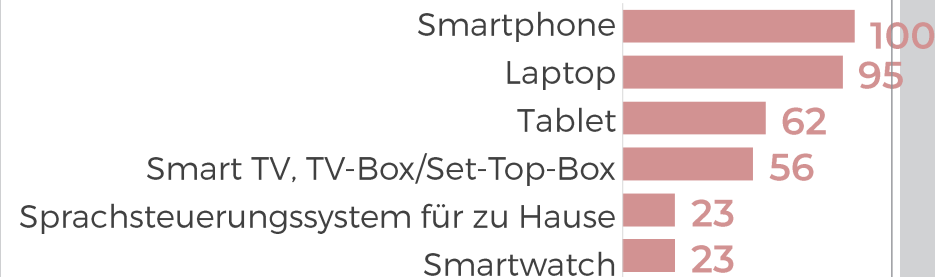 Smartphone 100
Laptop 95
Tablet 62
Smart TV, TV-Box/Set-Top-Box 56
Sprachsteuerungssystem für zu Hause 23
Smartwatch 23